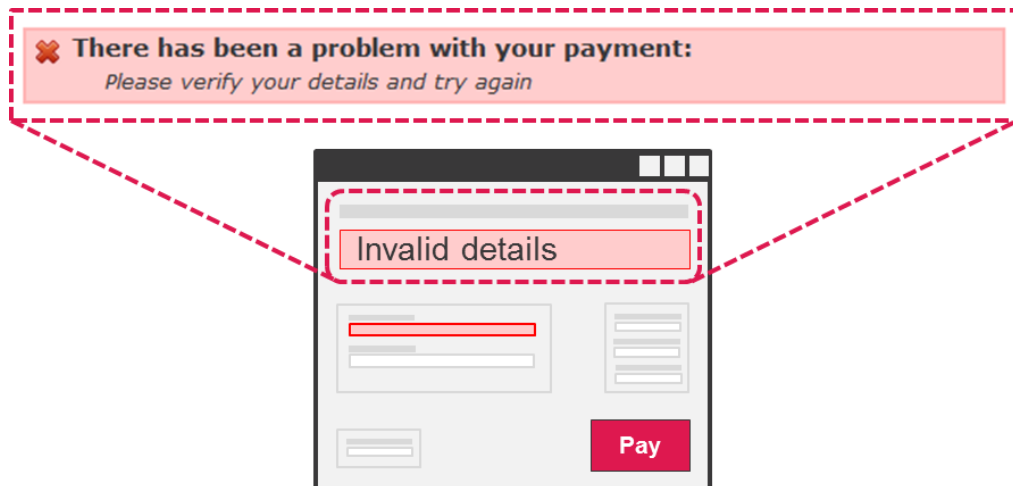 There has been a problem with your payment:
Please verify your details and try again
Invalid details
Pay